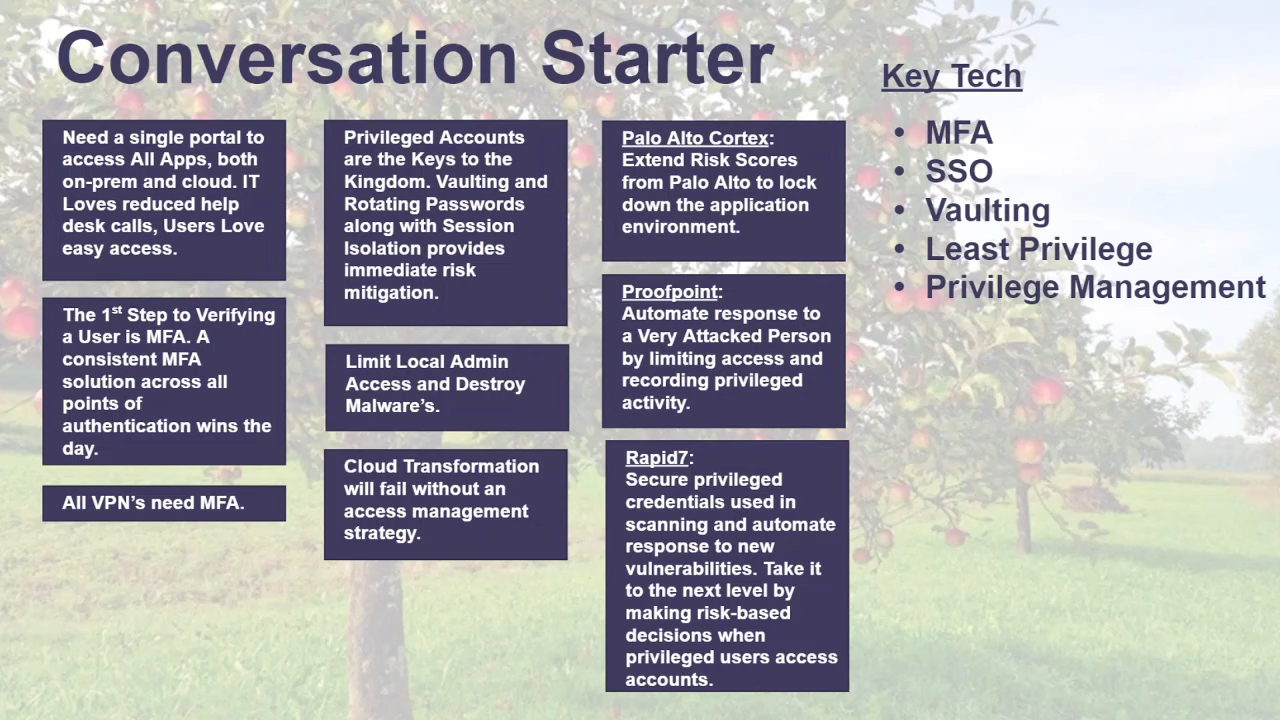 Conversation Starter
Need a single portal to
access All Apps, both
on-prem and cloud. IT
Loves reduced help
desk calls, Users Love
easy access.
The 1st Step to Verifying
a User is MFA. A
consistent MFA
solution across all
points of
authentication wins the
day.
All VPN’s need MFA.
Privileged Accounts
are the Keys to the
Kingdom. Vaulting and
Rotating Passwords
along with Session
Isolation provides
immediate risk
mitigation.
Limit Local Admin
Access and Destroy
Malware’s.
Cloud Transformation
will fail without an
access management
strategy.
Palo Alto Cortex:
Extend Risk Scores
from Palo Alto to lock
down the application
environment.
Proofpoint:
Automate response to
a Very Attacked Person
by limiting access and
recording privileged
activity.
Rapid7:
Secure privileged
credentials used in
scanning and automate
response to new
vulnerabilities. Take it
to the next level by
making risk-based
decisions when
privileged users access
accounts.
Key Tech
• MFA
• SSO
• Vaulting
• Least Privilege
• Privilege Management